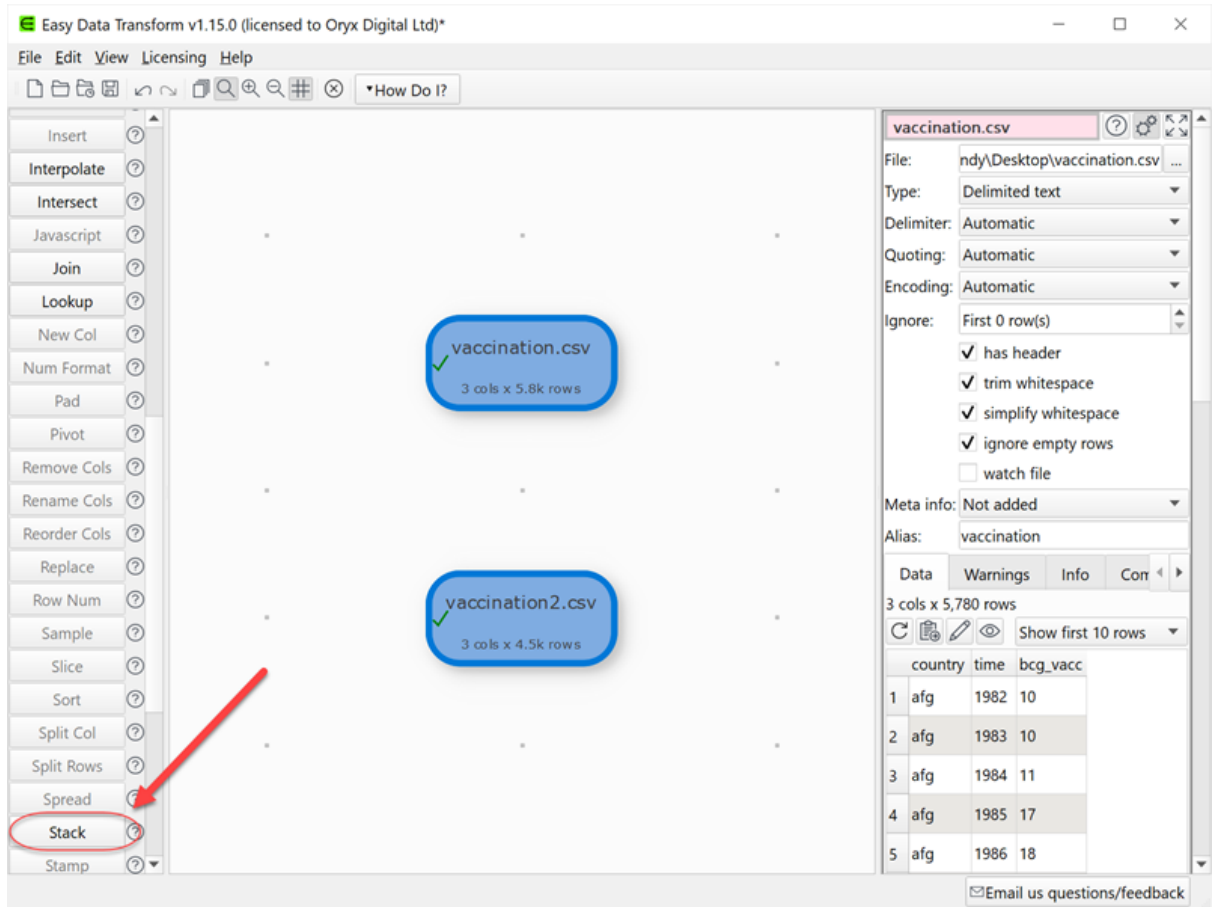 Easy Data Transform v1.15.0 (licensed to Oryx Digital Ltd)*
File Edit View Licensing Help
How Do I?
Insert
Interpolate
Intersect
Javascript
Join
Lookup
New Col
Num Format
Pad
Pivot
Remove Cols
Rename Cols
Reorder Cols
Replace
Row Num
Sample
Slice
Sort
Split Col
Split Rows
Spread
Stack
Stamp
vaccination.csv
3 cols x 5.8k rows
vaccination2.csv
3 cols x 4.5k rows
vaccination.csv
File: ndy\Desktop\vaccination.csv ...
Type: Delimited text
Delimiter: Automatic
Quoting: Automatic
Encoding: Automatic
Ignore: First 0 row(s)
has header
trim whitespace
simplify whitespace
ignore empty rows
watch file
Meta info: Not added
Alias: vaccination
Data Warnings Info Com
3 cols x 5,780 rows
Show first 10 rows
country time bcg_vacc
1 afg 1982 10
2 afg 1983 10
3 afg 1984 11
4 afg 1985 17
5 afg 1986 18
Email us questions/feedback